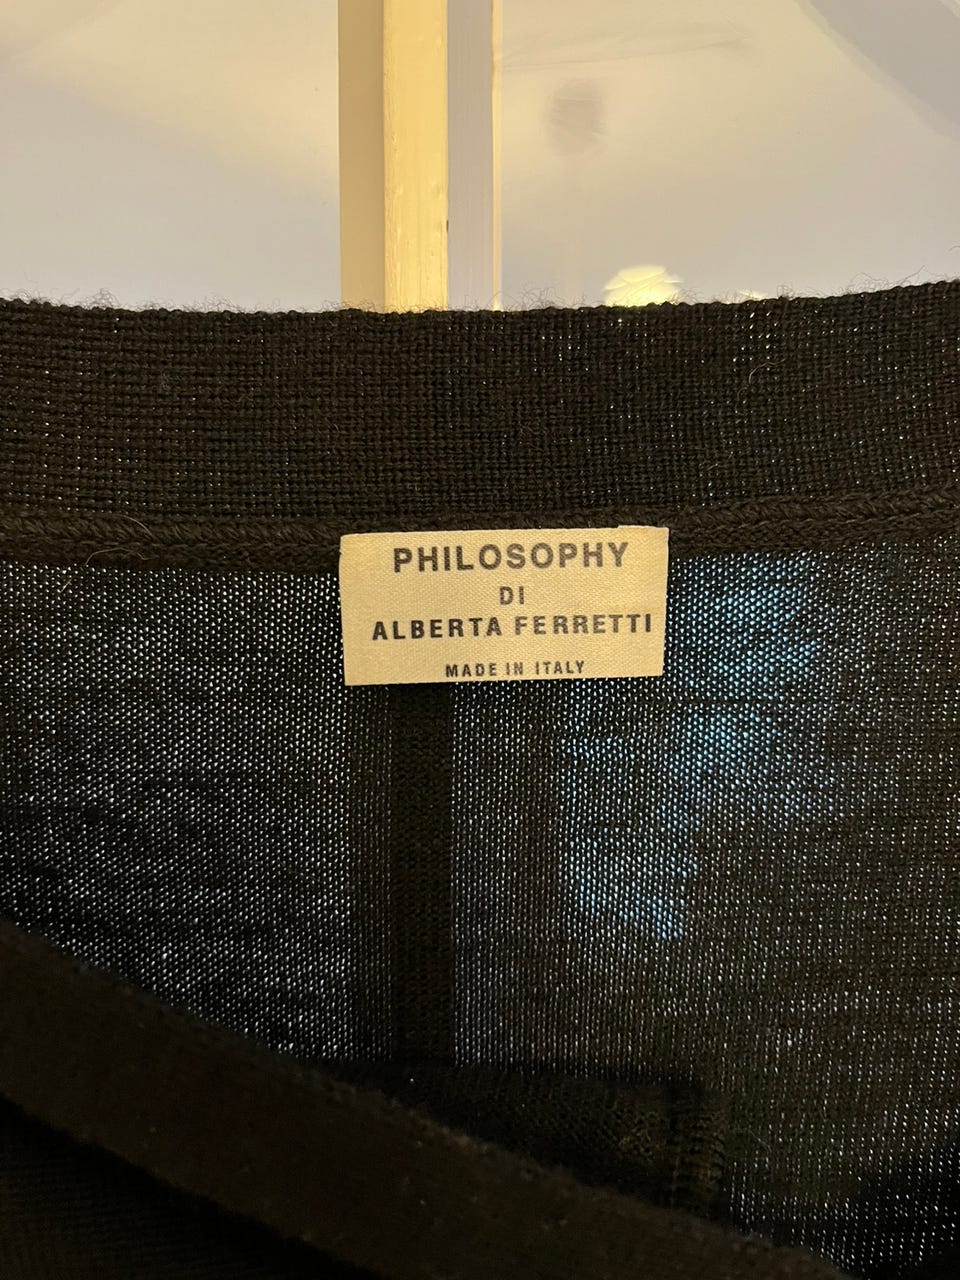 PHILOSOPHY
DI
ALBERTA FERRETTI
MADE IN ITALY